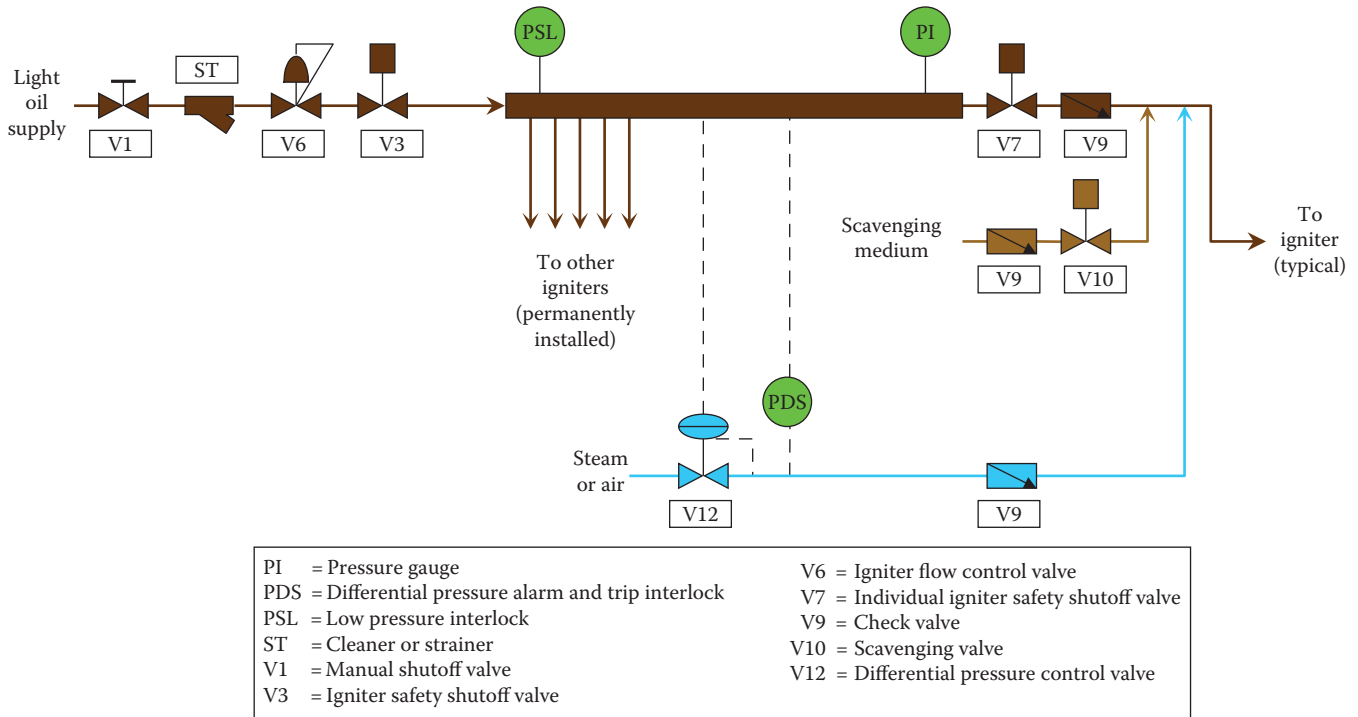 PSL
PI
Light
oil
supply
ST
V1
V6
V3
V7
V9
To other
igniters
(permanently
installed)
Scavenging
medium
V9
V10
To
igniter
(typical)
PDS
Steam
or air
V12
V9
PI = Pressure gauge
PDS = Differential pressure alarm and trip interlock
PSL = Low pressure interlock
ST = Cleaner or strainer
V1 = Manual shutoff valve
V3 = Igniter safety shutoff valve
V6 = Igniter flow control valve
V7 = Individual igniter safety shutoff valve
V9 = Check valve
V10 = Scavenging valve
V12 = Differential pressure control valve